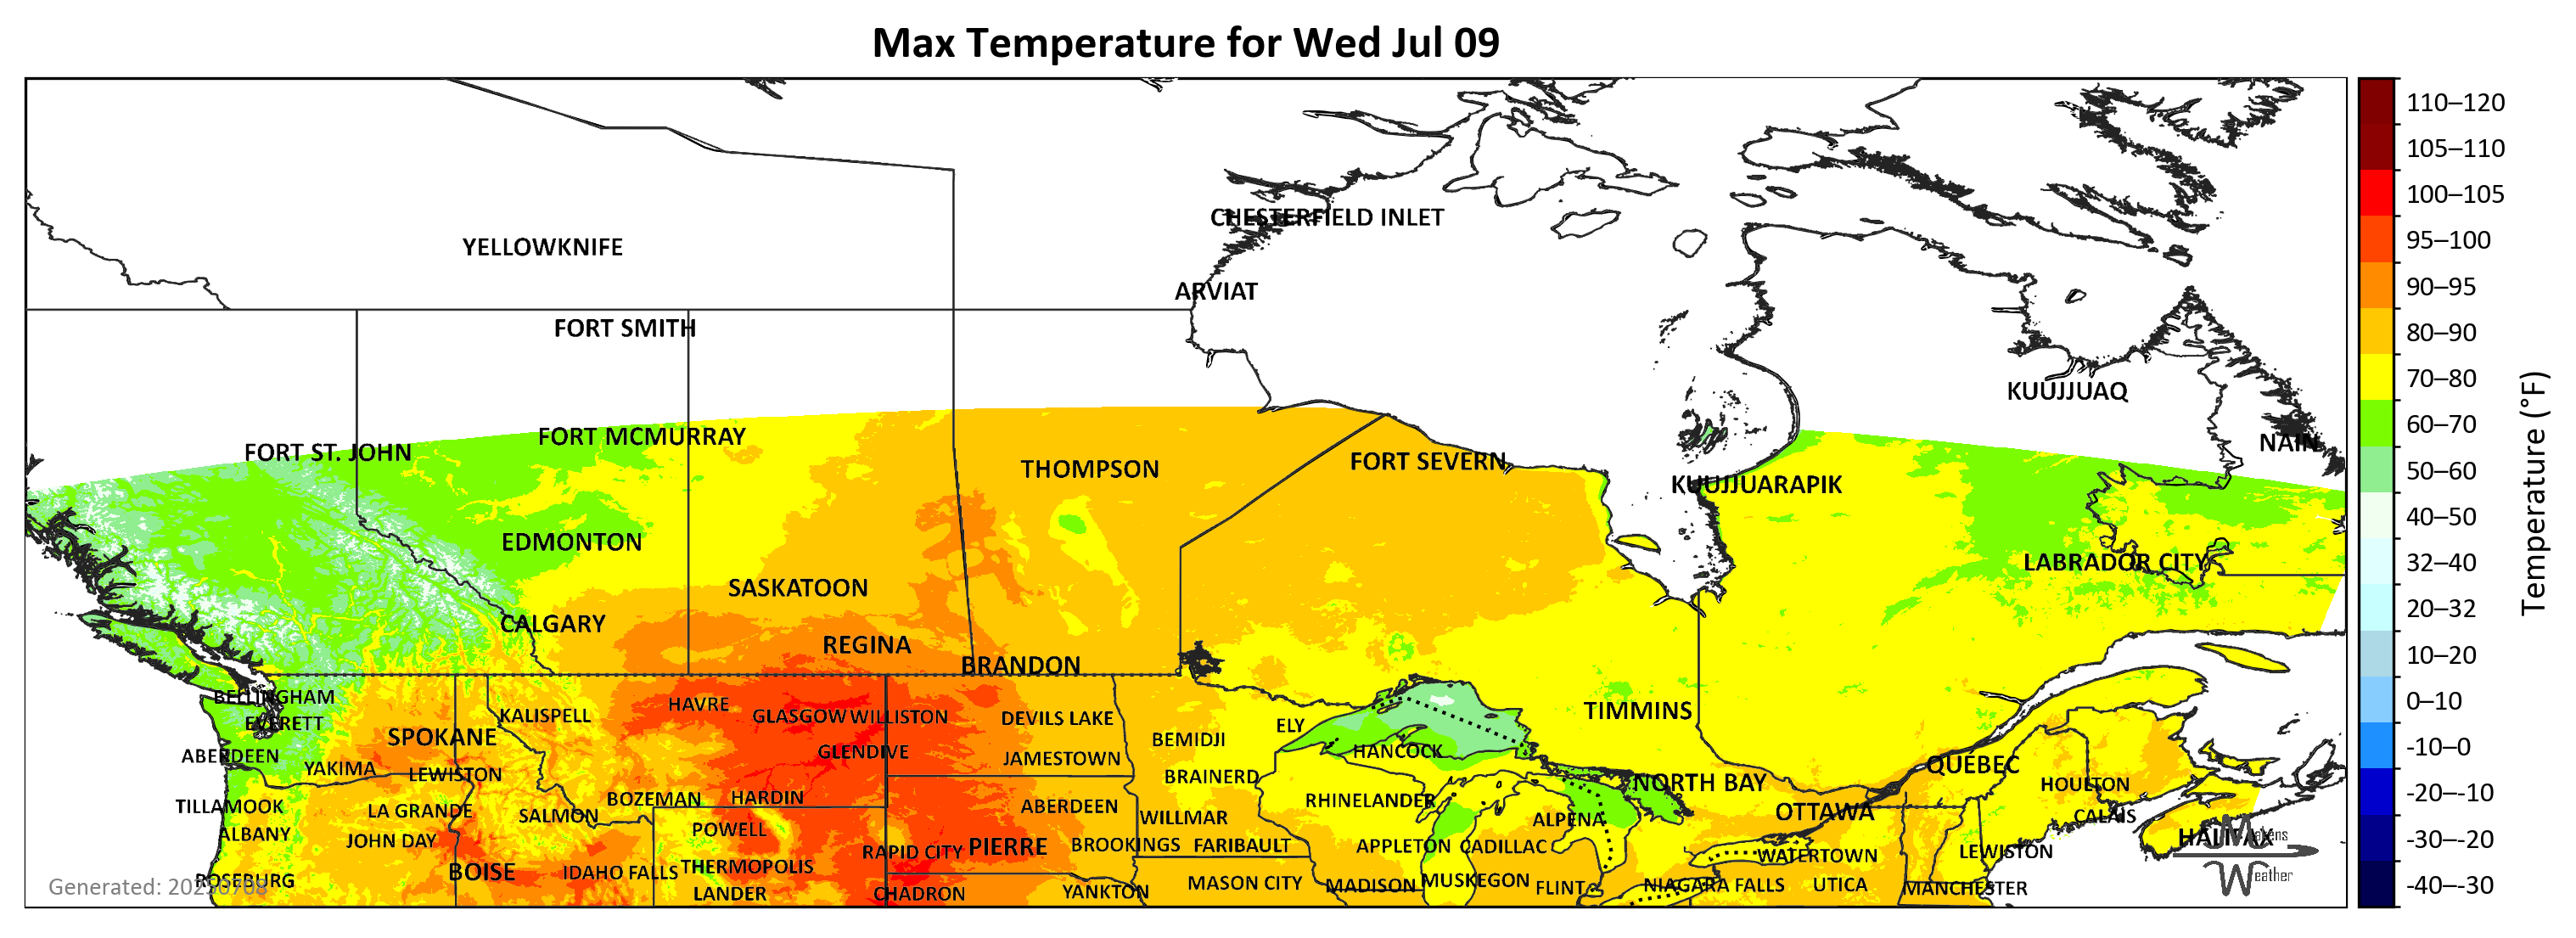 Max Temperature for Wed Jul 09
110–120
105–110
CHESTERFIELD INLET
100–105
YELLOWKNIFE
95–100
ARVIAT
90–95
FORT SMITH
80–90
70–80
KUUJJUAQ
60–70
FORT ST. JOHN
FORT MCMURRAY
NAIN
THOMPSON
FORT SEVERN
50–60
KUUJJUARAPIK
40–50
EDMONTON
LABRADOR CITY
32–40
Temperature (°F)
SASKATOON
20–32
CALGARY
REGINA
BRANDON
10–20
BELLINGHAM
HAVRE
0–10
EVERETT
KALISPELL
GLASGOW
WILLISTON
DEVILS LAKE
ELY
TIMMINS
SPOKANE
BEMIDJI
-10–0
ABERDEEN
GLENDIVE
JAMESTOWN
HANCOCK
QUEBEC
YAKIMA
LEWISTON
BRAINERD
NORTH BAY
HOULTON
-20–-10
TILLAMOOK
LA GRANDE
BOZEMAN
HARDIN
ABERDEEN
RHINELANDER
OTTAWA
SALMON
WILLMAR
ALPENA
CALAIS
ALBANY
JOHN DAY
POWELL
PIERRE
BROOKINGS
FARIBAULT
APPLETON
CADILLAC
HALIFAX
Makens
-30–-20
RAPID CITY
WATERTOWN
LEWISTON
ROSEBURG
BOISE
IDAHO FALLS
THERMOPOLIS
Weather
Generated: 20250708
LANDER
CHADRON
YANKTON
MASON CITY
MADISON
MUSKEGON
FLINT
NIAGARA FALLS
UTICA
MANCHESTER
-40–-30